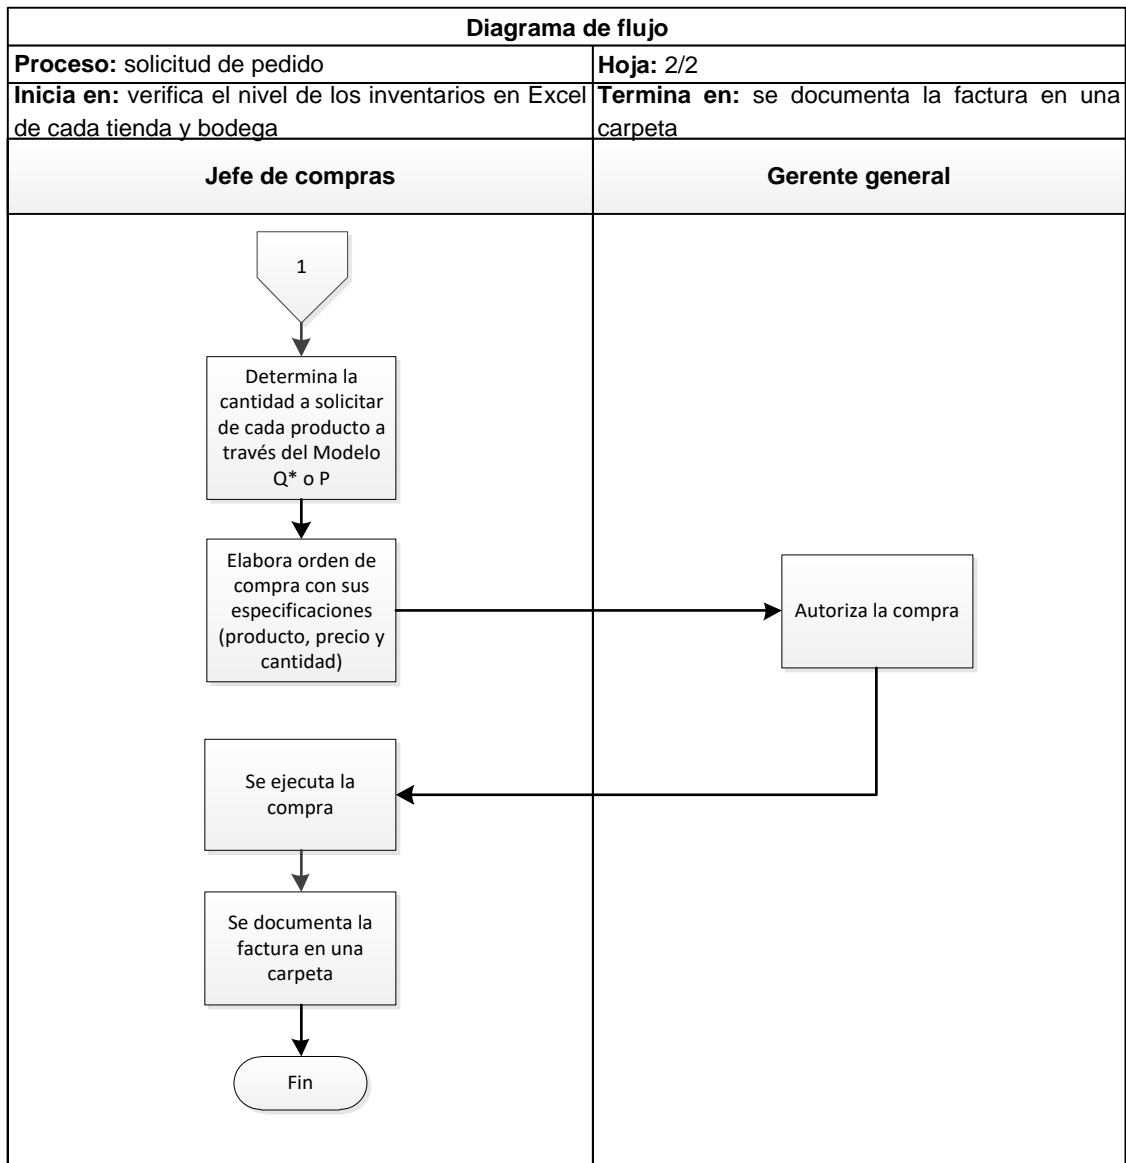 Diagrama de flujo
Proceso: solicitud de pedido
Hoja: 2/2
Inicia en: verifica el nivel de los inventarios en Excel
de cada tienda y bodega
Termina en: se documenta la factura en una
carpeta
Jefe de compras
Gerente general
1
Determina la
cantidad a solicitar
de cada producto a
través del Modelo
Q* o P
Elabora orden de
compra con sus
especificaciones
(producto, precio y
cantidad)
Autoriza la compra
Se ejecuta la
compra
Se documenta la
factura en una
carpeta
Fin